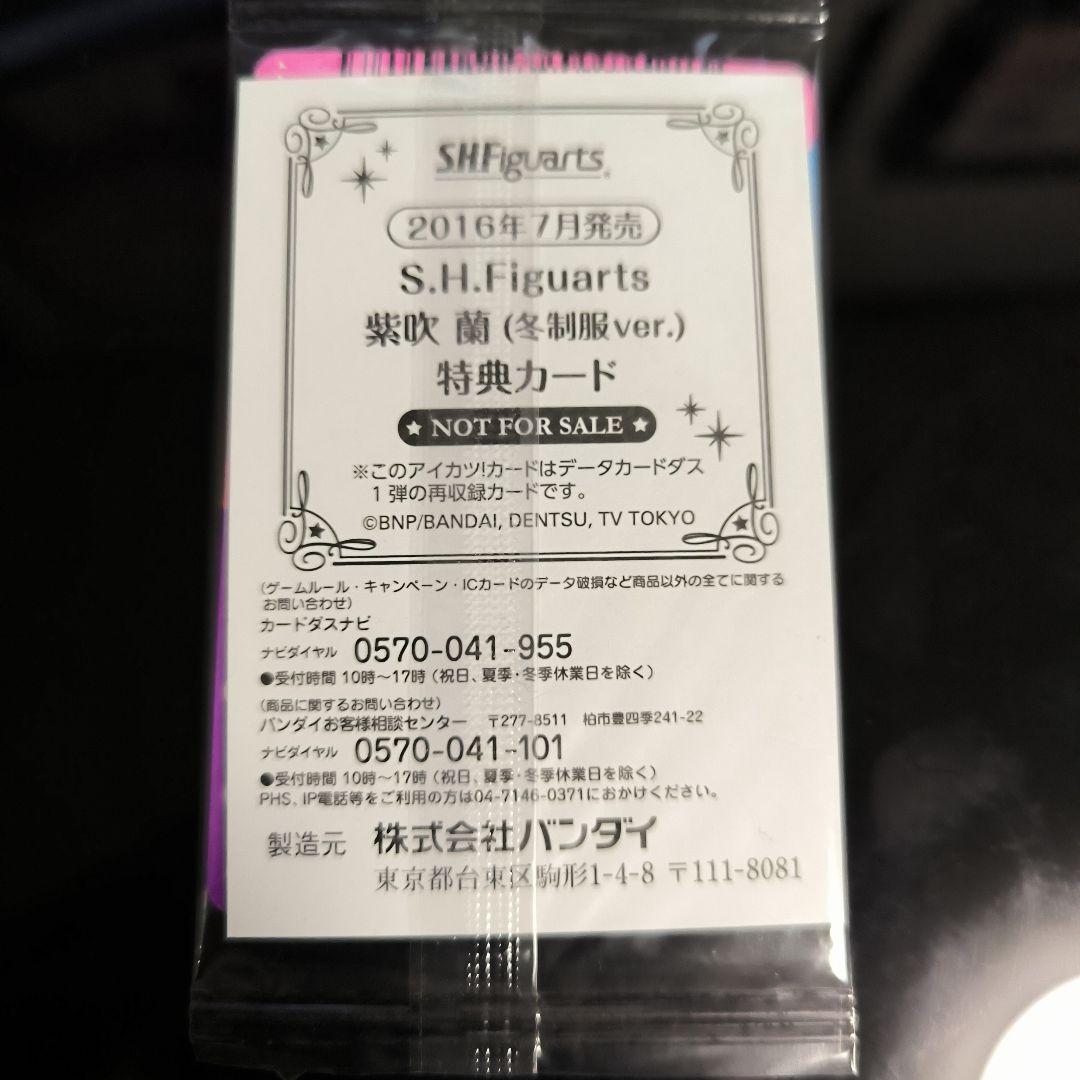 S.H.Figuarts
2016年7月発売
S.H.Figuarts
紫吹 蘭 (冬制服ver.)
特典カード
★ NOT FOR SALE ★
※このアイカツ!カードはデータカードダス
1弾の再収録カードです。
©BNP/BANDAI, DENTSU, TV TOKYO
(ゲームルール・キャンペーン・ICカードのデータ破損など商品以外の全てに関する
お問い合わせ)
カードダスナビ
ナビダイヤル 0570-041-955
●受付時間 10時～17時 (祝日、夏季・冬季休業日を除く)
(商品に関するお問い合わせ)
バンダイお客様相談センター 〒277-8511 柏市豊四季241-22
ナビダイヤル 0570-041-101
●受付時間 10時～17時 (祝日、夏季・冬季休業日を除く)
PHS、IP電話等をご利用の方は04-7146-0371におかけください。
製造元 株式会社バンダイ
東京都台東区駒形1-4-8 〒111-8081